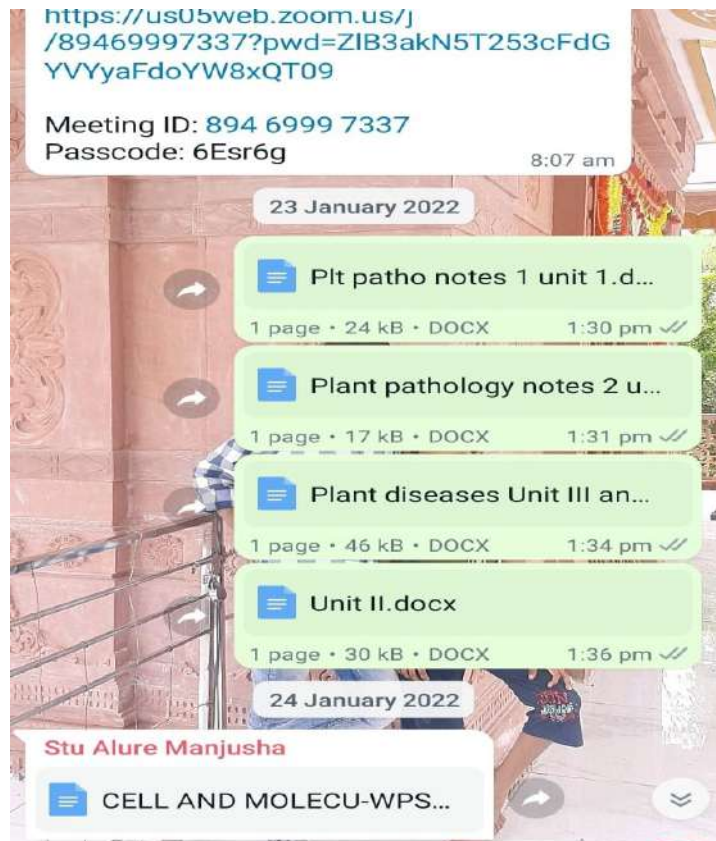 https://us05web.zoom.us/j
/89469997337?pwd=ZlB3akN5T253cFdG
YVYyaFdoYW8xQT09
Meeting ID: 894 6999 7337
Passcode: 6Esr6g
8:07 am
23 January 2022
Plt patho notes 1 unit 1.d...
1 page • 24 kB • DOCX 1:30 pm
Plant pathology notes 2 u...
1 page • 17 kB • DOCX 1:31 pm
Plant diseases Unit III an...
1 page • 46 kB • DOCX 1:34 pm
Unit II.docx
1 page • 30 kB • DOCX 1:36 pm
24 January 2022
Stu Alure Manjusha
CELL AND MOLECU-WPS...